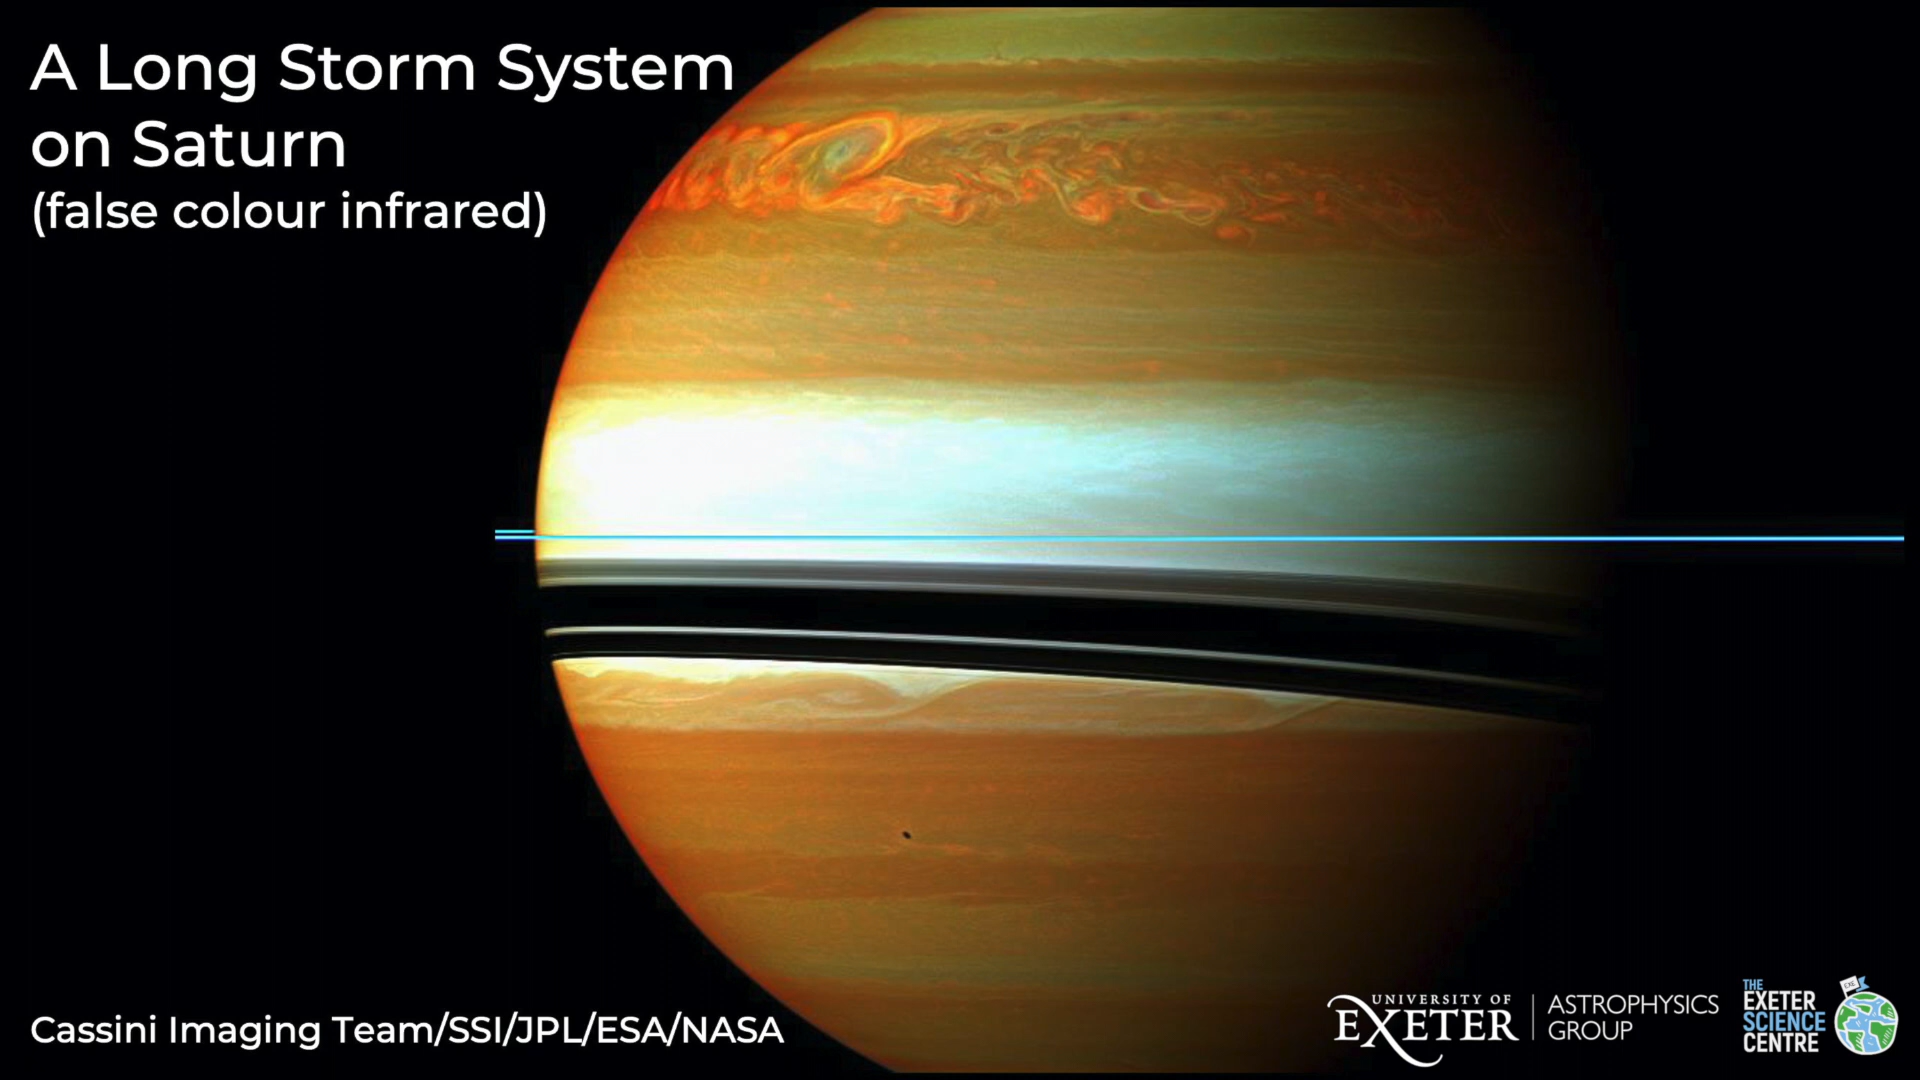 A Long Storm System
on Saturn
(false colour infrared)
Cassini Imaging Team/SSI/JPL/ESA/NASA
UNIVERSITY OF
EXETER
ASTROPHYSICS
GROUP
THE
EXETER
SCIENCE
CENTRE
EXE